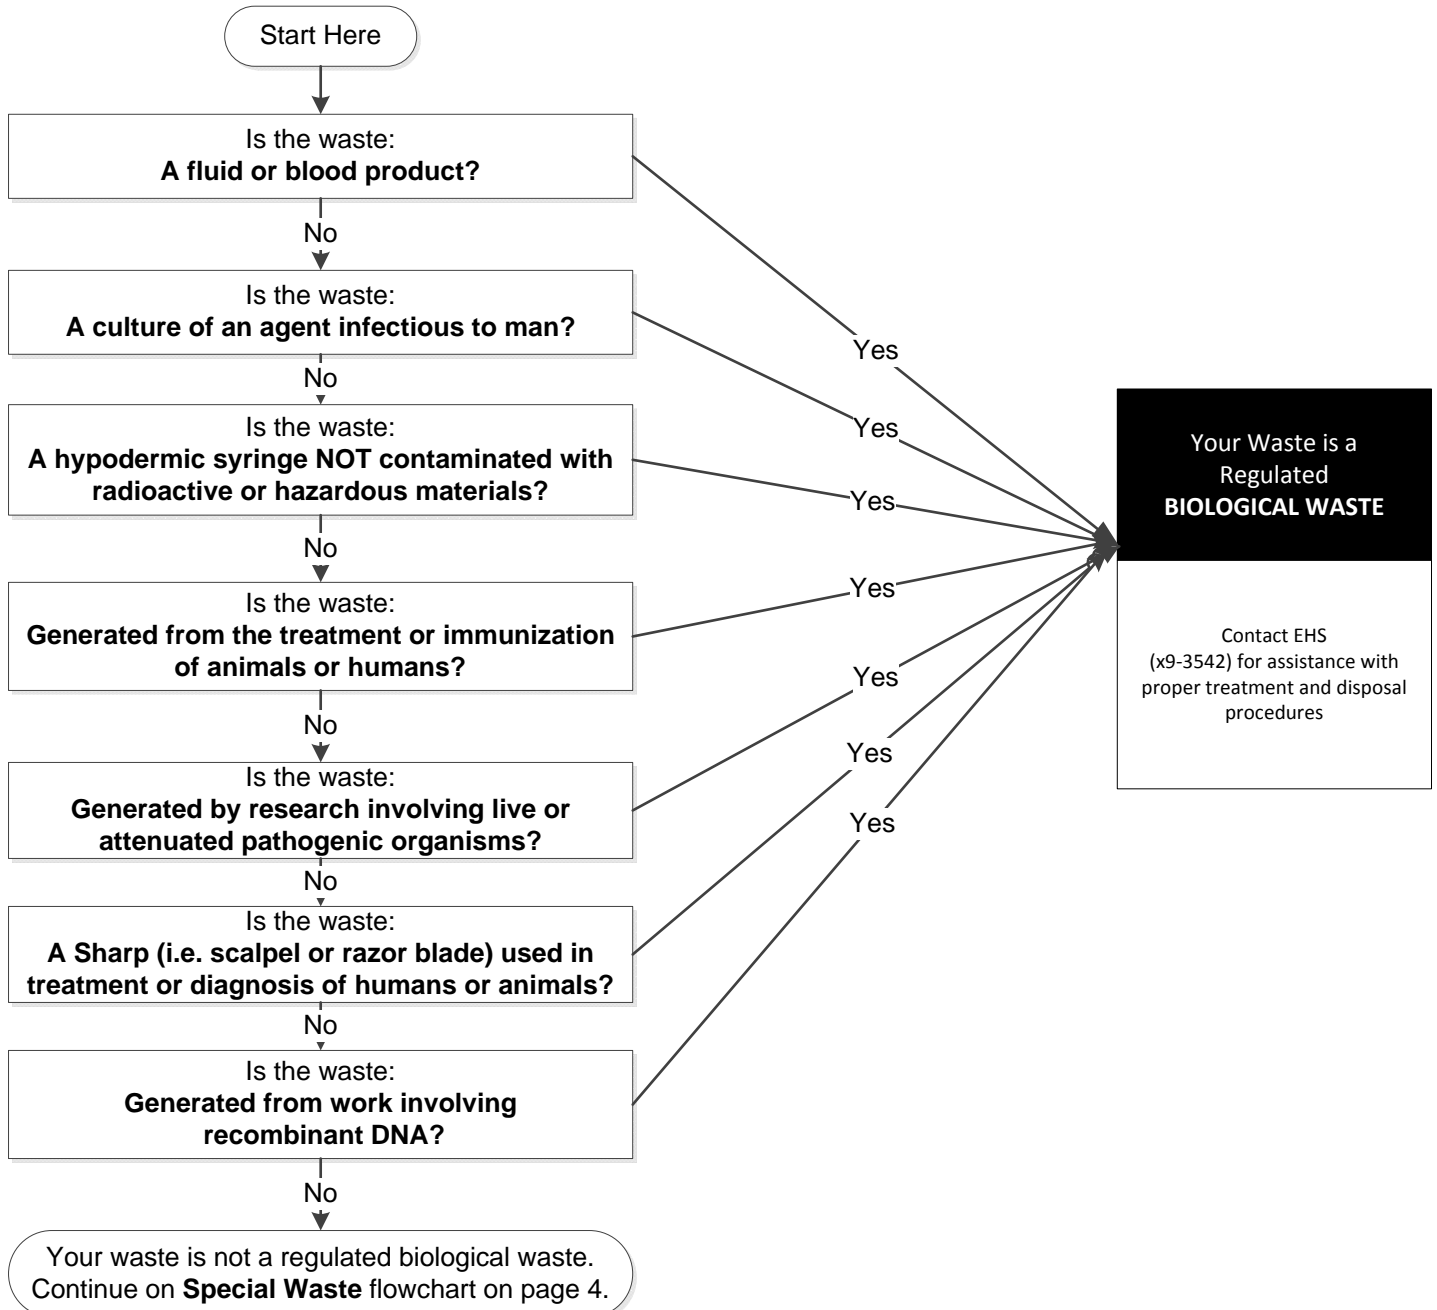 Start Here
Is the waste:
A fluid or blood product?
No
Is the waste:
A culture of an agent infectious to man?
No
Is the waste:
A hypodermic syringe NOT contaminated with
radioactive or hazardous materials?
No
Is the waste:
Generated from the treatment or immunization
of animals or humans?
No
Is the waste:
Generated by research involving live or
attenuated pathogenic organisms?
No
Is the waste:
A Sharp (i.e. scalpel or razor blade) used in
treatment or diagnosis of humans or animals?
No
Is the waste:
Generated from work involving
recombinant DNA?
No
Your waste is not a regulated biological waste.
Continue on Special Waste flowchart on page 4.
Yes
Yes
Yes
Yes
Yes
Yes
Yes
Your Waste is a
Regulated
BIOLOGICAL WASTE
Contact EHS
(x9-3542) for assistance with
proper treatment and disposal
procedures